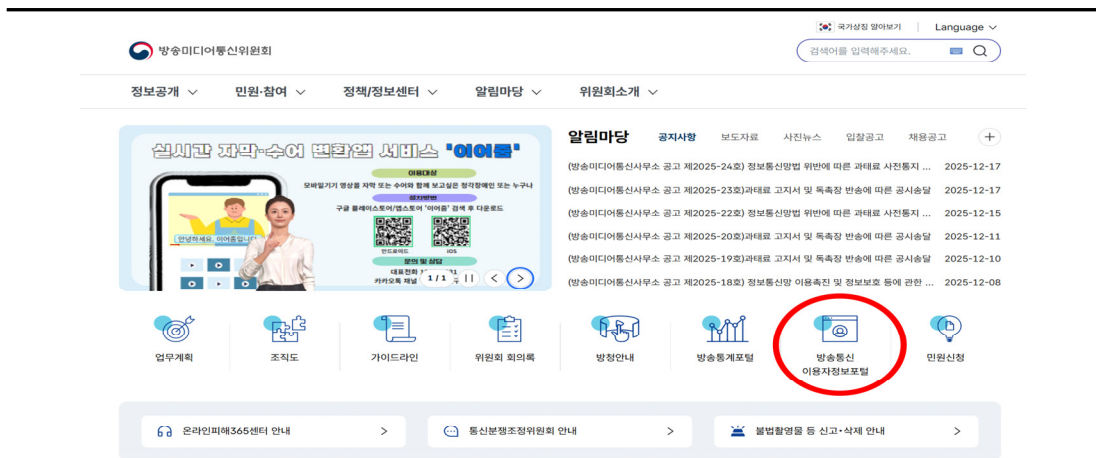 국가상징 알아보기
Language
방송미디어통신위원회
검색어를 입력해주세요.
정보공개
민원·참여
정책/정보센터
알림마당
위원회소개
실시간 자막·수어 변환앱 서비스 '이어줌'
이용대상
모바일기기 영상을 자막 또는 수어와 함께 보고싶은 청각장애인 또는 누구나
설치방법
구글 플레이스토어/앱스토어 '이어줌' 검색 후 다운로드
안드로이드 iOS
문의 및 상담
대표전화
카카오톡 채널
안녕하세요. 이어줌입니다
1/1
알림마당 공지사항 보도자료 사진뉴스 입찰공고 채용공고
(방송미디어통신사무소 공고 제2025-24호) 정보통신망법 위반에 따른 과태료 사전통지 ... 2025-12-17
(방송미디어통신사무소 공고 제2025-23호)과태료 고지서 및 독촉장 반송에 따른 공시송달 2025-12-17
(방송미디어통신사무소 공고 제2025-22호) 정보통신망법 위반에 따른 과태료 사전통지 ... 2025-12-15
(방송미디어통신사무소 공고 제2025-20호)과태료 고지서 및 독촉장 반송에 따른 공시송달 2025-12-11
(방송미디어통신사무소 공고 제2025-19호)과태료 고지서 및 독촉장 반송에 따른 공시송달 2025-12-10
(방송미디어통신사무소 공고 제2025-18호) 정보통신망 이용촉진 및 정보보호 등에 관한 ... 2025-12-08
업무계획
조직도
가이드라인
위원회 회의록
방청안내
방송통계포털
방송통신
이용자정보포털
민원신청
온라인피해365센터 안내
통신분쟁조정위원회 안내
불법촬영물 등 신고·삭제 안내